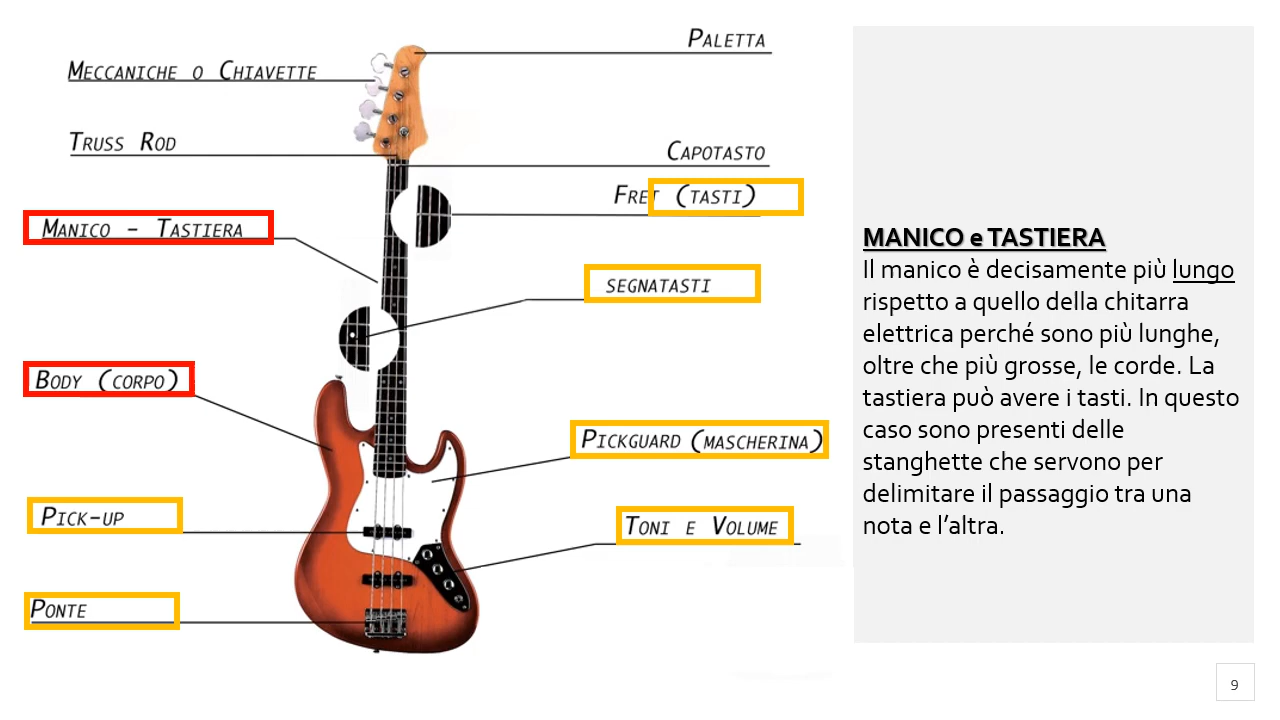 PALETTA
MECCANICHE O CHIAVETTE
TRUSS ROD
CAPOTASTO
FRET (TASTI)
MANICO - TASTIERA
SEGNATASTI
BODY (CORPO)
PICKGUARD (MASCHERINA)
PICK-UP
TONI E VOLUME
PONTE
MANICO e TASTIERA
Il manico è decisamente più lungo
rispetto a quello della chitarra
elettrica perché sono più lunghe,
oltre che più grosse, le corde. La
tastiera può avere i tasti. In questo
caso sono presenti delle
stanghette che servono per
delimitare il passaggio tra una
nota e l’altra.
9